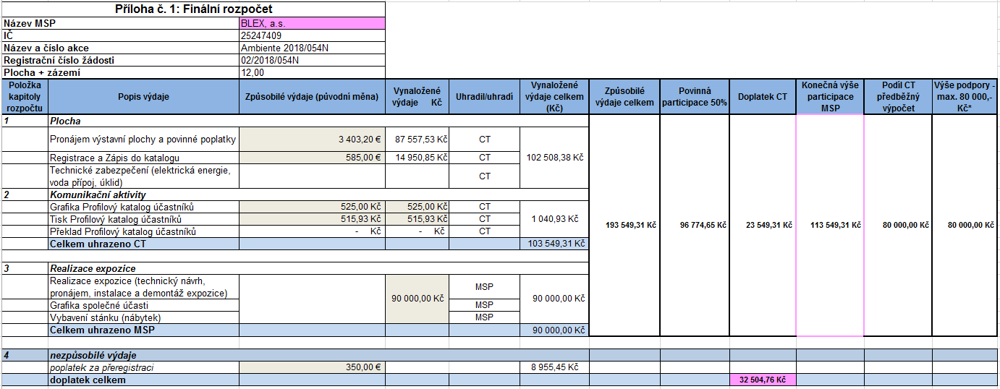 Příloha č. 1: Finální rozpočet
Název MSP BLEX, a.s.
IČ 25247409
Název a číslo akce Ambiente 2018/054N
Registrační číslo žádosti 02/2018/054N
Plocha + zázemí 12,00
Položka kapitoly rozpočtu Popis výdaje Způsobilé výdaje (původní měna) Vynaložené výdaje Kč Uhradil/uhradí Vynaložené výdaje celkem (Kč) Způsobilé výdaje celkem Povinná participace 50% Doplatek CT Konečná výše participace MSP Podíl CT předběžný výpočet Výše podpory - max. 80 000,- Kč*
1 Plocha
Pronájem výstavní plochy a povinné poplatky 3 403,20 € 87 557,53 Kč CT
Registrace a Zápis do katalogu 585,00 € 14 950,85 Kč CT 102 508,38 Kč
Technické zabezpečení (elektrická energie,
voda přípoj, úklid) CT
2 Komunikační aktivity
Grafika Profilový katalog účastníků 525,00 Kč 525,00 Kč CT
Tisk Profilový katalog účastníků 515,93 Kč 515,93 Kč CT 1 040,93 Kč 193 549,31 Kč 96 774,65 Kč 23 549,31 Kč 113 549,31 Kč 80 000,00 Kč 80 000,00 Kč
Překlad Profilový katalog účastníků - Kč - Kč CT
Celkem uhrazeno CT 103 549,31 Kč
3 Realizace expozice
Realizace expozice (technický návrh,
pronájem, instalace a demontáž expozice) MSP
Grafika společné účasti 90 000,00 Kč MSP 90 000,00 Kč
Vybavení stánku (nábytek) MSP
Celkem uhrazeno MSP 90 000,00 Kč
4 nezpůsobilé výdaje
poplatek za přeregistraci 350,00 € 8 955,45 Kč
doplatek celkem 32 504,76 Kč